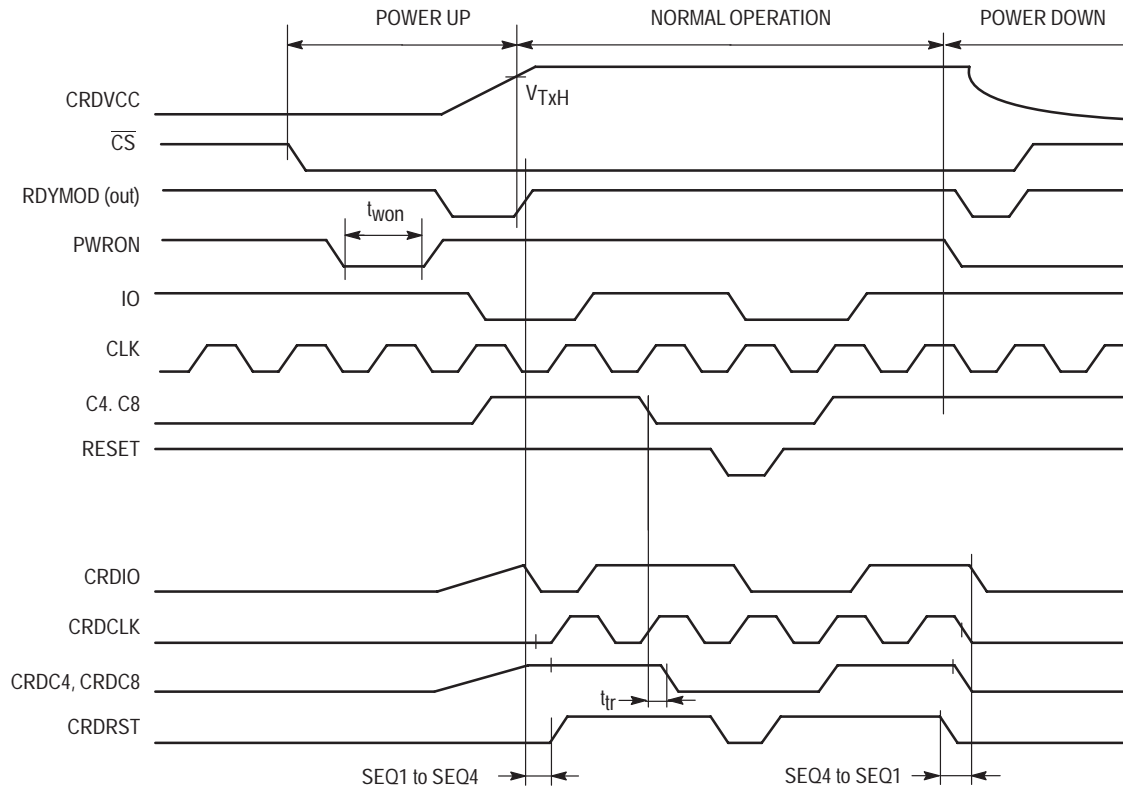 POWER UP NORMAL OPERATION POWER DOWN
CRDVCC
VTxH
CS
RDYMOD (out)
twon
PWRON
IO
CLK
C4. C8
RESET
CRDIO
CRDCLK
CRDC4, CRDC8
ttr
CRDRST
SEQ1 to SEQ4 SEQ4 to SEQ1